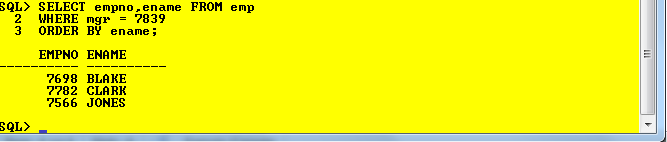 SQL> SELECT empno,ename FROM emp
  2  WHERE mgr = 7839
  3  ORDER BY ename;

     EMPNO ENAME
---------- ----------
      7698 BLAKE
      7782 CLARK
      7566 JONES

SQL>